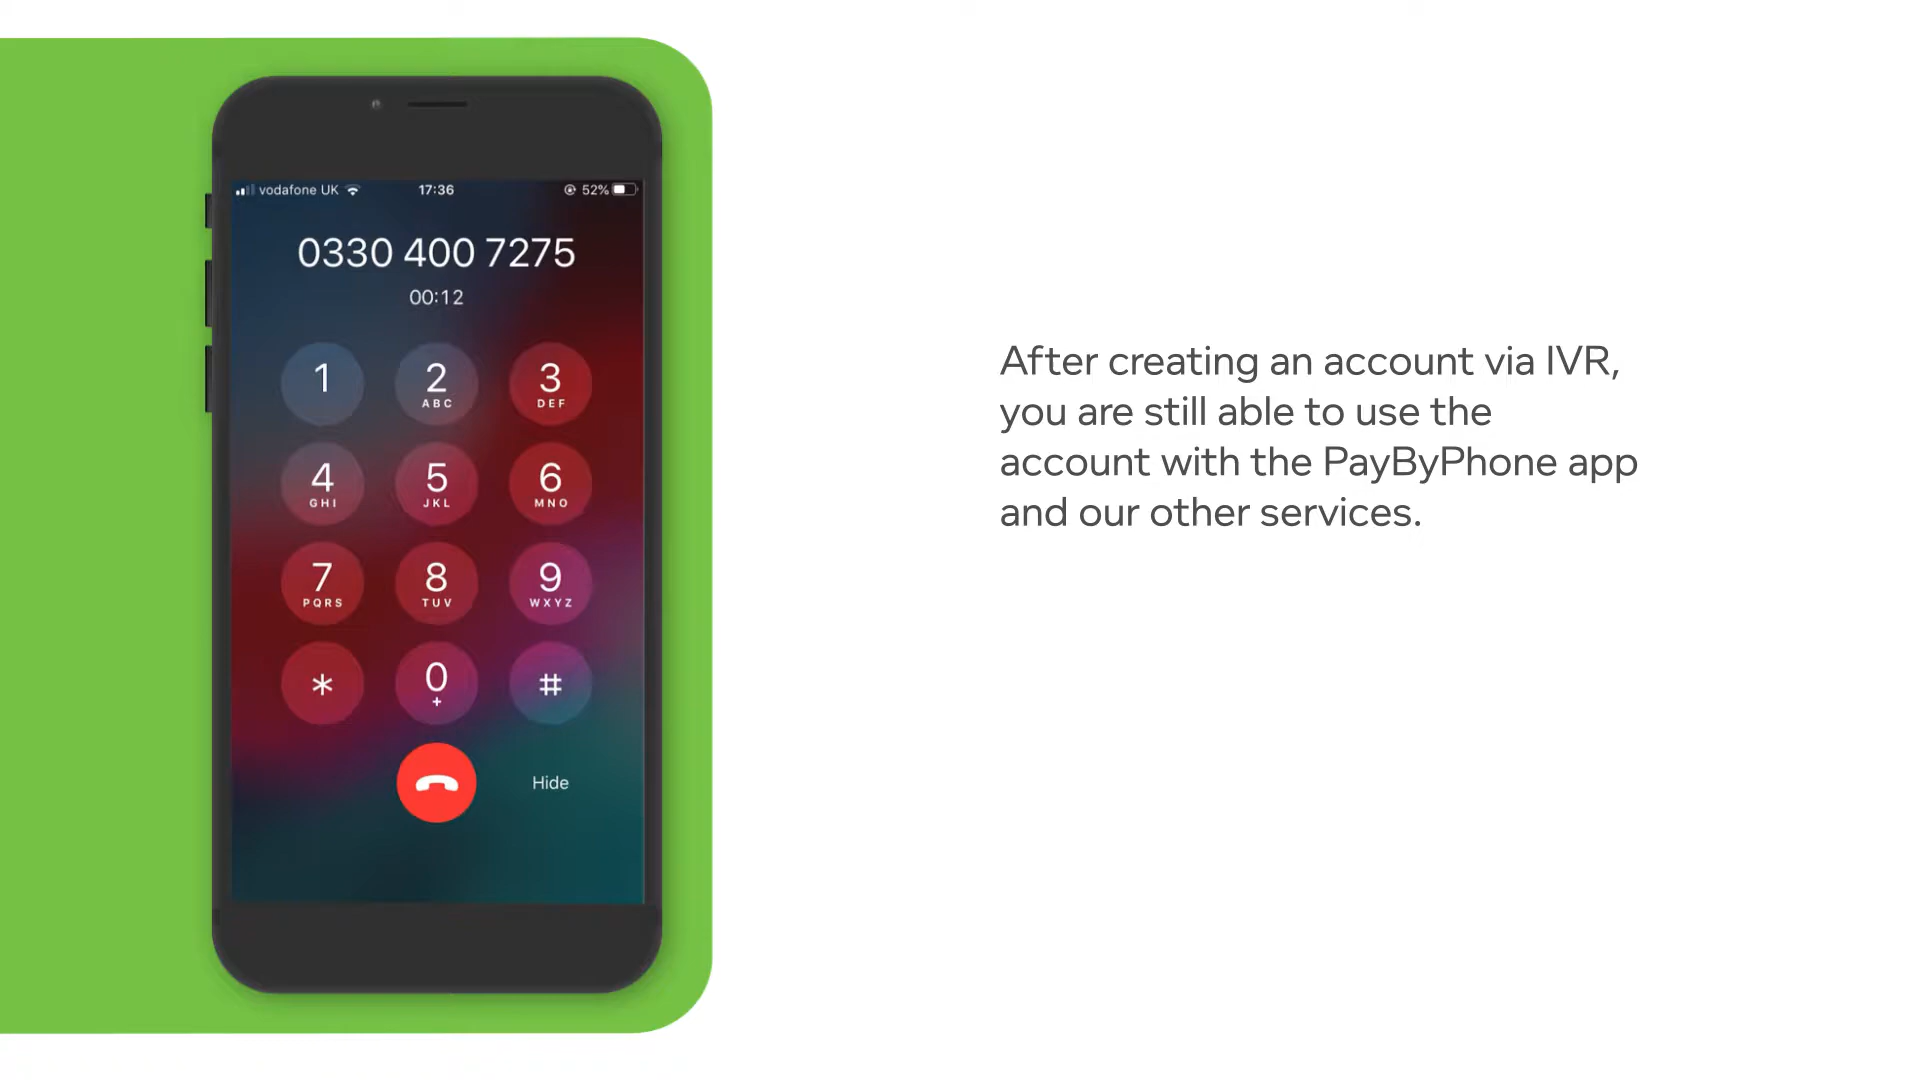 vodafone UK 17:36 52%
0330 400 7275
00:12
1 2 3
ABC DEF
4 5 6
GHI JKL MNO
7 8 9
PQRS TUV WXYZ
* 0 #
+
Hide
After creating an account via IVR,
you are still able to use the
account with the PayByPhone app
and our other services.